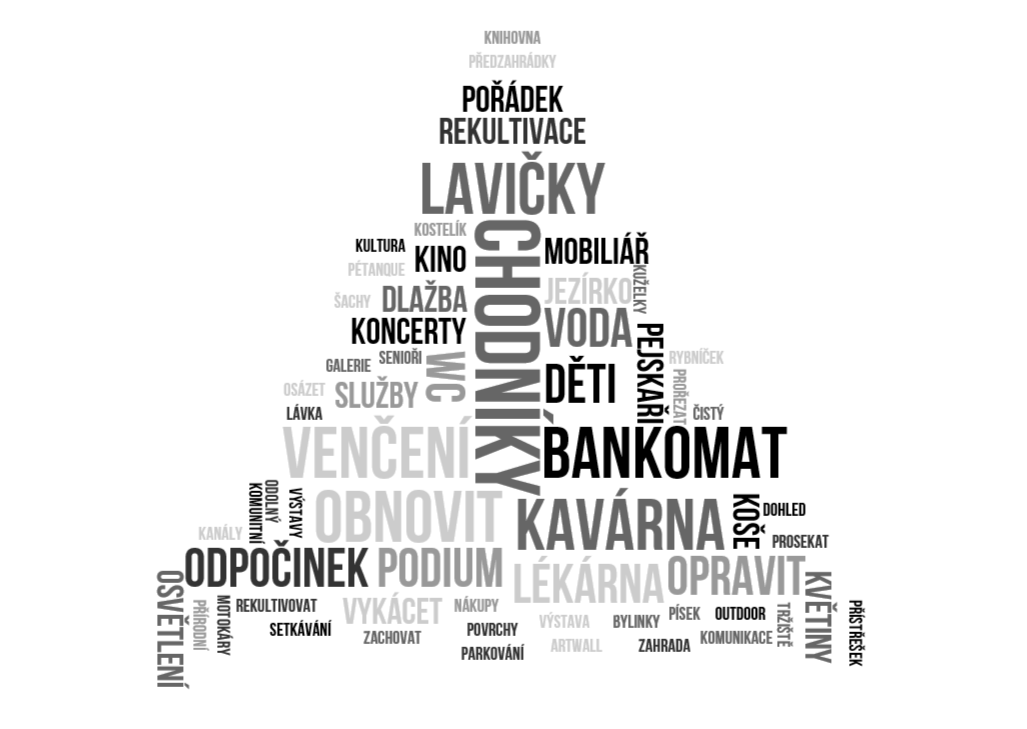 KNIHOVNA
PŘEDZAHRÁDKY
POŘÁDEK
REKULTIVACE
LAVIČKY
KOSTELÍK
CHODNÍKY
KULTURA
KINO
MOBILIÁŘ
PÉTANQUE
KUŽELKY
ŠACHY
DLAŽBA
JEZÍRKO
KONCERTY
VODA
PEJSKAŘI
GALERIE
SENIOŘI
WC
RYBNÍČEK
OSÁZET
SLUŽBY
DĚTI
PROŘEZAT
LÁVKA
ČISTÝ
VENČENÍ
BANKOMAT
KOMUNITNÍ
ODOLNÝ
VÝSTAVY
OBNOVIT
KAVÁRNA
KOŠE
DOHLED
KANÁLY
PROSEKAT
ODPOČINEK
PODIUM
LÉKÁRNA
OPRAVIT
KVĚTINY
OSVĚTLENÍ
PŘÍRODNÍ
MOTOKÁRY
REKULTIVOVAT
VYKÁCET
NÁKUPY
VÝSTAVA
BYLINKY
PÍSEK
OUTDOOR
TRŽIŠTĚ
PŘÍSTŘEŠEK
SETKÁVÁNÍ
ZACHOVAT
POVRCHY
ARTWALL
ZAHRADA
KOMUNIKACE
PARKOVÁNÍ